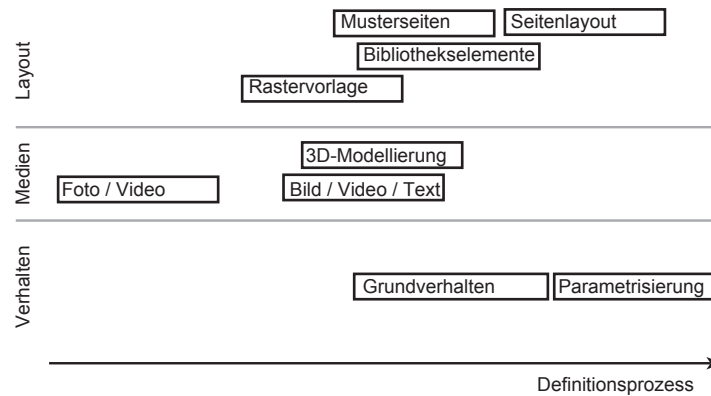 Layout
Musterseiten
Seitenlayout
Bibliothekselemente
Rastervorlage
Medien
3D-Modellierung
Foto / Video
Bild / Video / Text
Verhalten
Grundverhalten
Parametrisierung
Definitionsprozess